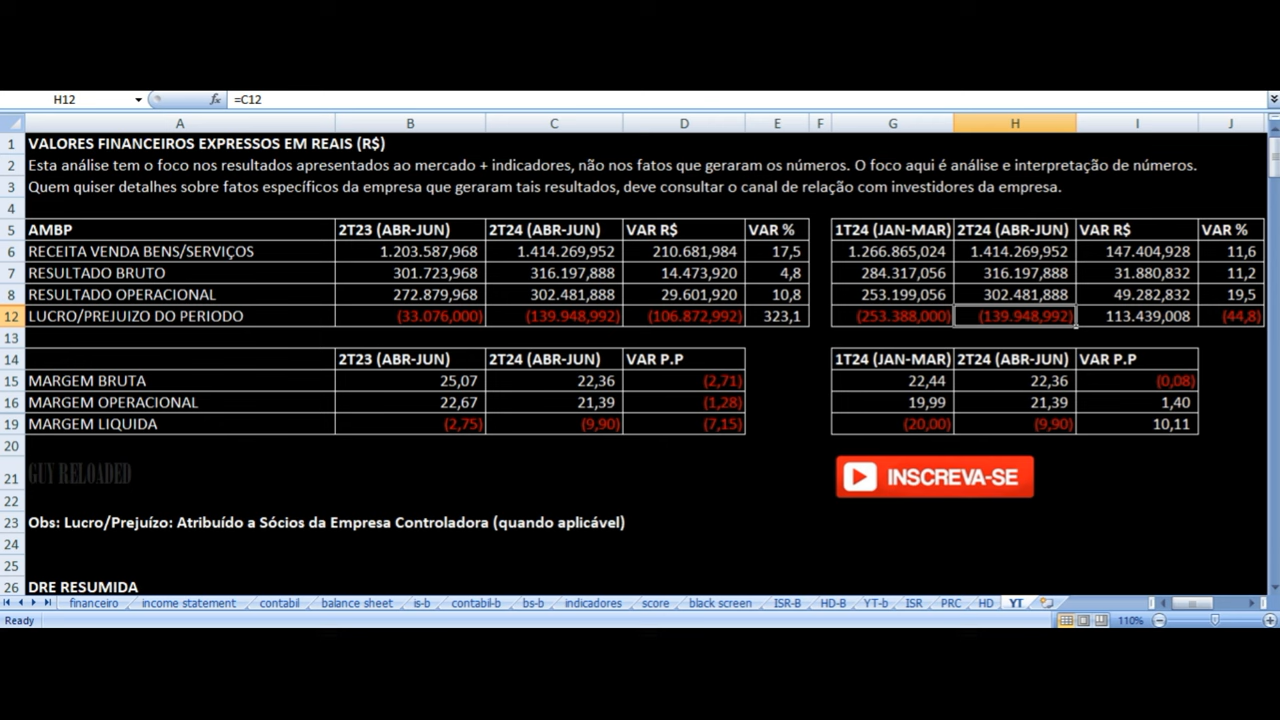 H12 fx =C12
A B C D E F G H I J
1 VALORES FINANCEIROS EXPRESSOS EM REAIS (R$)
2 Esta análise tem o foco nos resultados apresentados ao mercado + indicadores, não nos fatos que geraram os números. O foco aqui é análise e interpretação de números.
3 Quem quiser detalhes sobre fatos específicos da empresa que geraram tais resultados, deve consultar o canal de relação com investidores da empresa.
4
5 AMBP 2T23 (ABR-JUN) 2T24 (ABR-JUN) VAR R$ VAR % 1T24 (JAN-MAR) 2T24 (ABR-JUN) VAR R$ VAR %
6 RECEITA VENDA BENS/SERVIÇOS 1.203.587,968 1.414.269,952 210.681,984 17,5 1.266.865,024 1.414.269,952 147.404,928 11,6
7 RESULTADO BRUTO 301.723,968 316.197,888 14.473,920 4,8 284.317,056 316.197,888 31.880,832 11,2
8 RESULTADO OPERACIONAL 272.879,968 302.481,888 29.601,920 10,8 253.199,056 302.481,888 49.282,832 19,5
12 LUCRO/PREJUIZO DO PERIODO (33.076,000) (139.948,992) (106.872,992) 323,1 (253.388,000) (139.948,992) 113.439,008 (44,8)
13
14 2T23 (ABR-JUN) 2T24 (ABR-JUN) VAR P.P 1T24 (JAN-MAR) 2T24 (ABR-JUN) VAR P.P
15 MARGEM BRUTA 25,07 22,36 (2,71) 22,44 22,36 (0,08)
16 MARGEM OPERACIONAL 22,67 21,39 (1,28) 19,99 21,39 1,40
19 MARGEM LIQUIDA (2,75) (9,90) (7,15) (20,00) (9,90) 10,11
20
21 GUY RELOADED INSCREVA-SE
22
23 Obs: Lucro/Prejuízo: Atribuído a Sócios da Empresa Controladora (quando aplicável)
24
25
26 DRE RESUMIDA
financeiro income statement contabil balance sheet is-b contabil-b bs-b indicadores score black screen ISR-B HD-B YT-b ISR PRC HD YT
Ready 110%